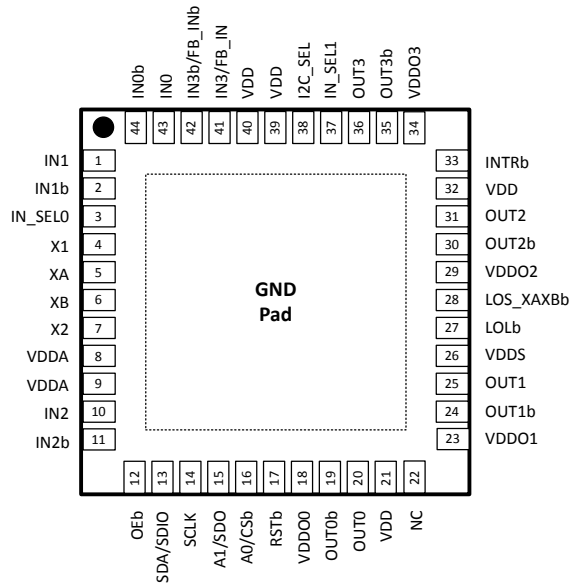 IN0b
IN0
IN3b/FB_INb
IN3/FB_IN
VDD
VDD
I2C_SEL
IN_SEL1
OUT3
OUT3b
VDDO3
44 43 42 41 40 39 38 37 36 35 34
IN1 1
IN1b 2
IN_SEL0 3
X1 4
XA 5
XB 6
X2 7
VDDA 8
VDDA 9
IN2 10
IN2b 11
GND
Pad
33 INTRb
32 VDD
31 OUT2
30 OUT2b
29 VDDO2
28 LOS_XAXBb
27 LOLb
26 VDDS
25 OUT1
24 OUT1b
23 VDDO1
12 13 14 15 16 17 18 19 20 21 22
OEb
SDA/SDIO
SCLK
A1/SDO
A0/CSb
RSTb
VDDO0
OUT0b
OUT0
VDD
NC